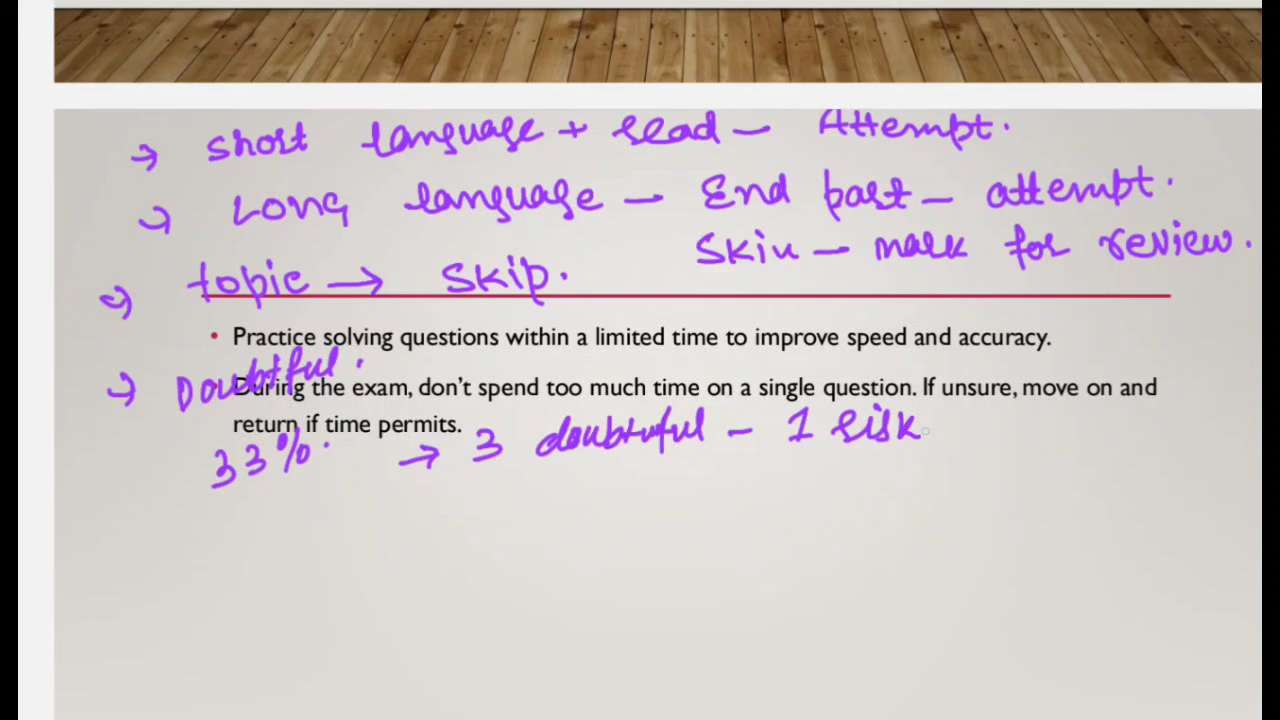 → short language + read - Attempt.
→ Long language - End part - attempt.
Skip - mark for review.
→ topic → skip.
• Practice solving questions within a limited time to improve speed and accuracy.
→ Doubtful.
During the exam, don't spend too much time on a single question. If unsure, move on and
return if time permits.
33%. → 3 doubtful - 1 risk